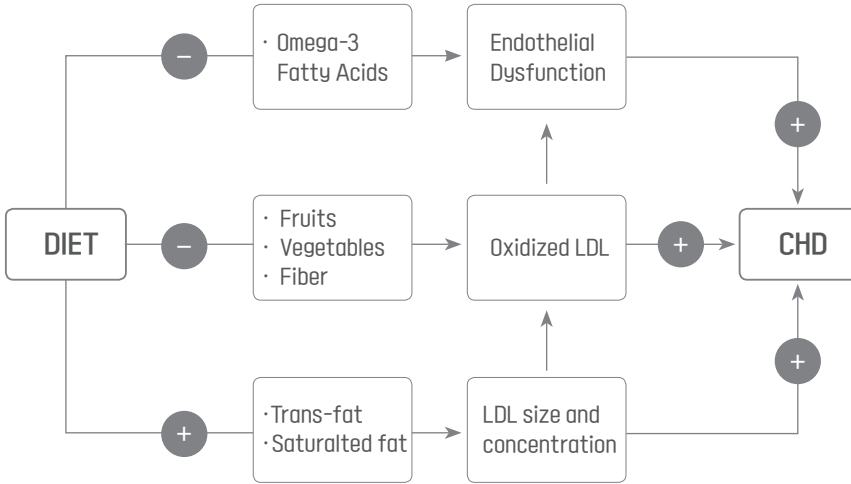 · Omega-3
Fatty Acids
Endothelial
Dysfunction
−
+
DIET
−
· Fruits
· Vegetables
· Fiber
Oxidized LDL
+
CHD
+
+
· Trans-fat
· Saturalted fat
LDL size and
concentration